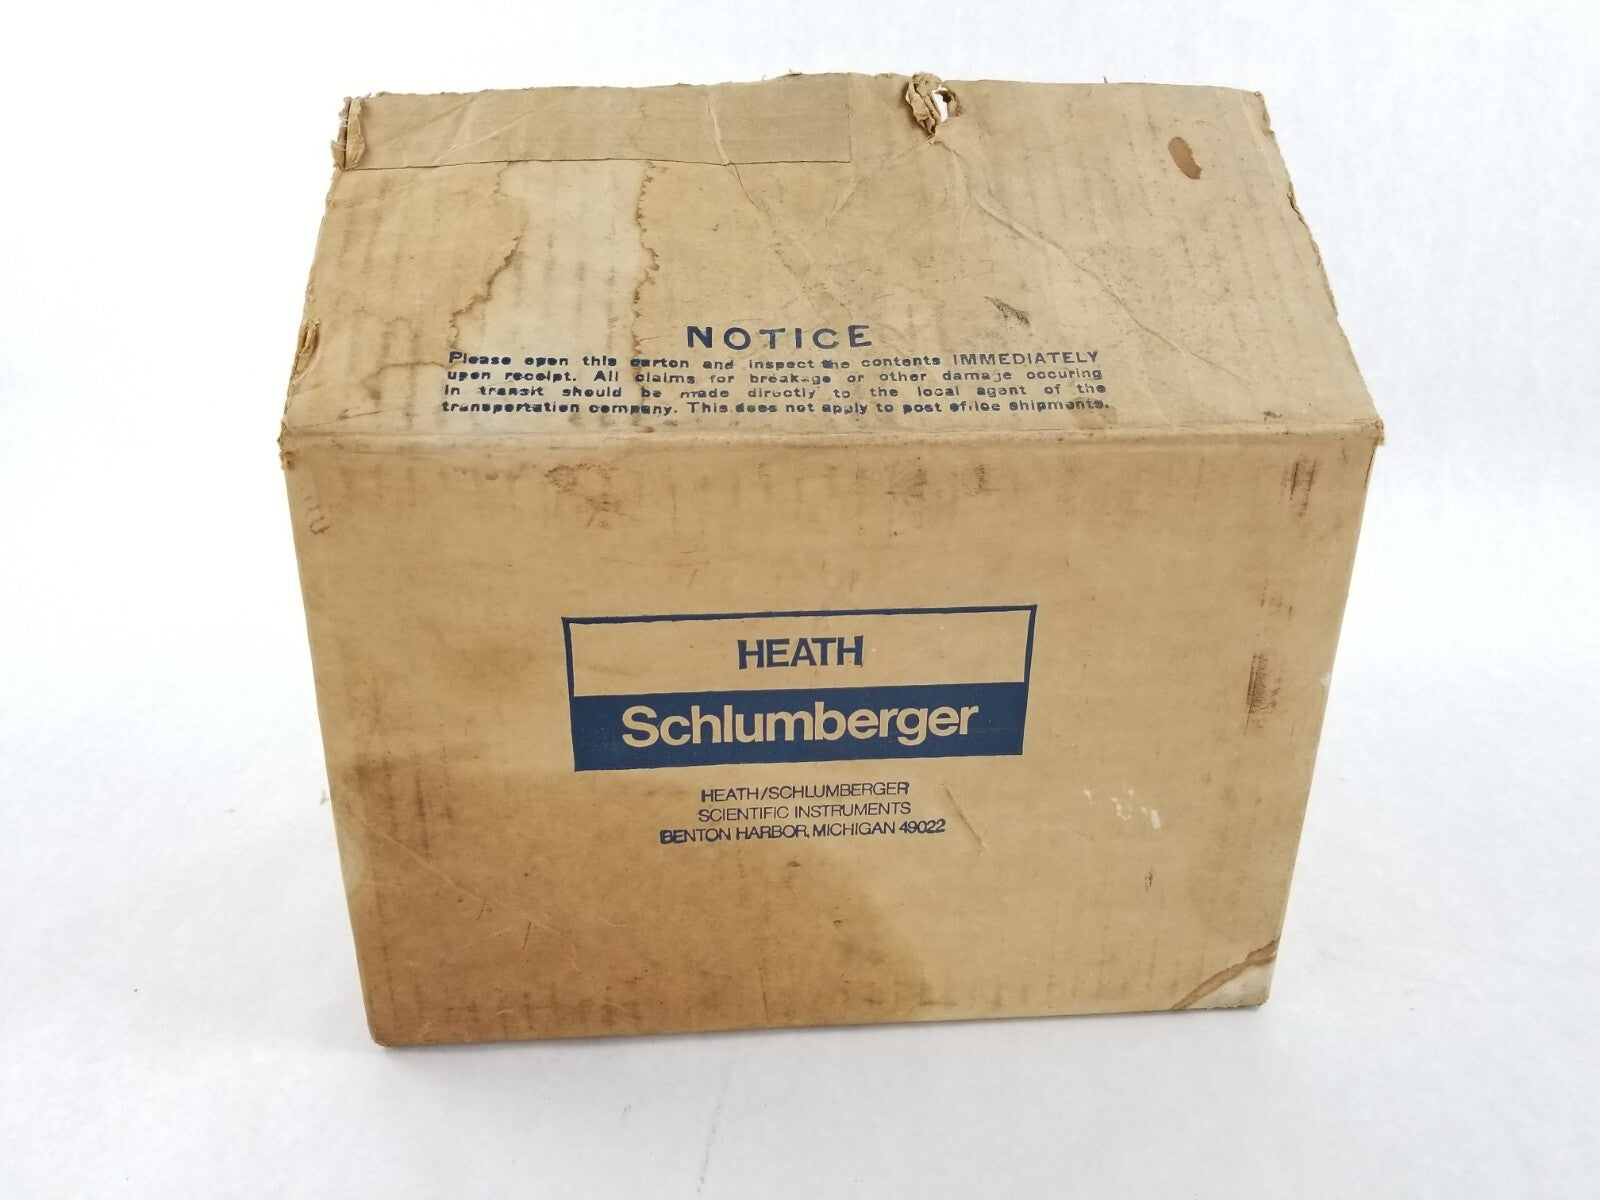 NOTICE
Please open this carton and inspect the contents IMMEDIATELY
upon receipt. All claims for breakage or other damage occuring
in transit should be made directly to the local agent of the
transportation company. This does not apply to post office shipments.
HEATH
Schlumberger
HEATH/SCHLUMBERGER
SCIENTIFIC INSTRUMENTS
BENTON HARBOR, MICHIGAN 49022